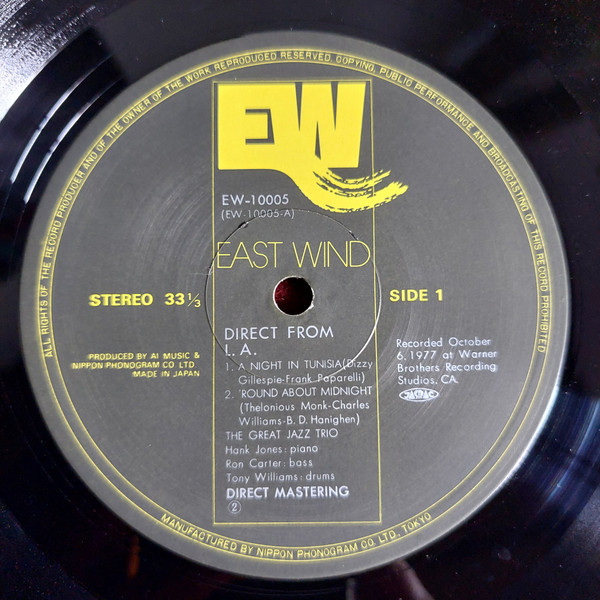 ALL RIGHTS OF THE RECORD PRODUCER AND OF THE OWNER OF THE WORK REPRODUCED RESERVED. COPYING, PUBLIC PERFORMANCE AND BROADCASTING OF THIS RECORD PROHIBITED
EW
EW-10005
(EW-10005-A)
EAST WIND
STEREO 33⅓
SIDE 1
DIRECT FROM
L.A.
1. A NIGHT IN TUNISIA(Dizzy
Gillespie-Frank Paparelli)
2. 'ROUND ABOUT MIDNIGHT
(Thelonious Monk-Charles
Williams-B.D.Hanighen)
THE GREAT JAZZ TRIO
Hank Jones:piano
Ron Carter:bass
Tony Williams:drums
DIRECT MASTERING
②
PRODUCED BY AI MUSIC &
NIPPON PHONOGRAM CO. LTD.
MADE IN JAPAN
Recorded October
6, 1977 at Warner
Brothers Recording
Studios, CA.
JASRAC
MANUFACTURED BY NIPPON PHONOGRAM CO. LTD., TOKYO